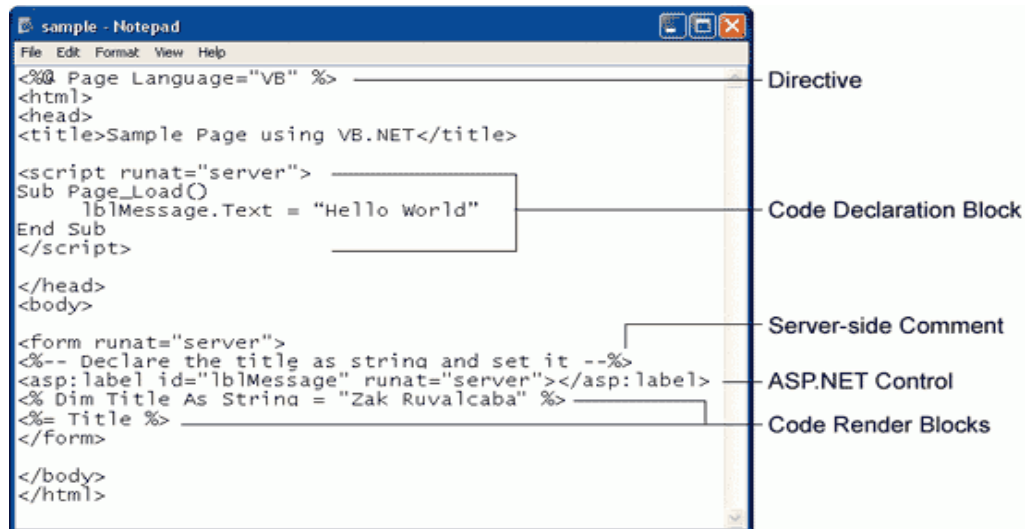 sample - Notepad
File Edit Format View Help
<%@ Page Language="VB" %>
Directive
<html>
<head>
<title>Sample Page using VB.NET</title>
<script runat="server">
Sub Page_Load()
lblMessage.Text = “Hello World”
Code Declaration Block
End Sub
</script>
</head>
<body>
Server-side Comment
<form runat="server">
<%-- Declare the title as string and set it --%>
<asp:label id="lblMessage" runat="server"></asp:label>
ASP.NET Control
<% Dim Title As String = "Zak Ruvalcaba" %>
<%= Title %>
Code Render Blocks
</form>
</body>
</html>